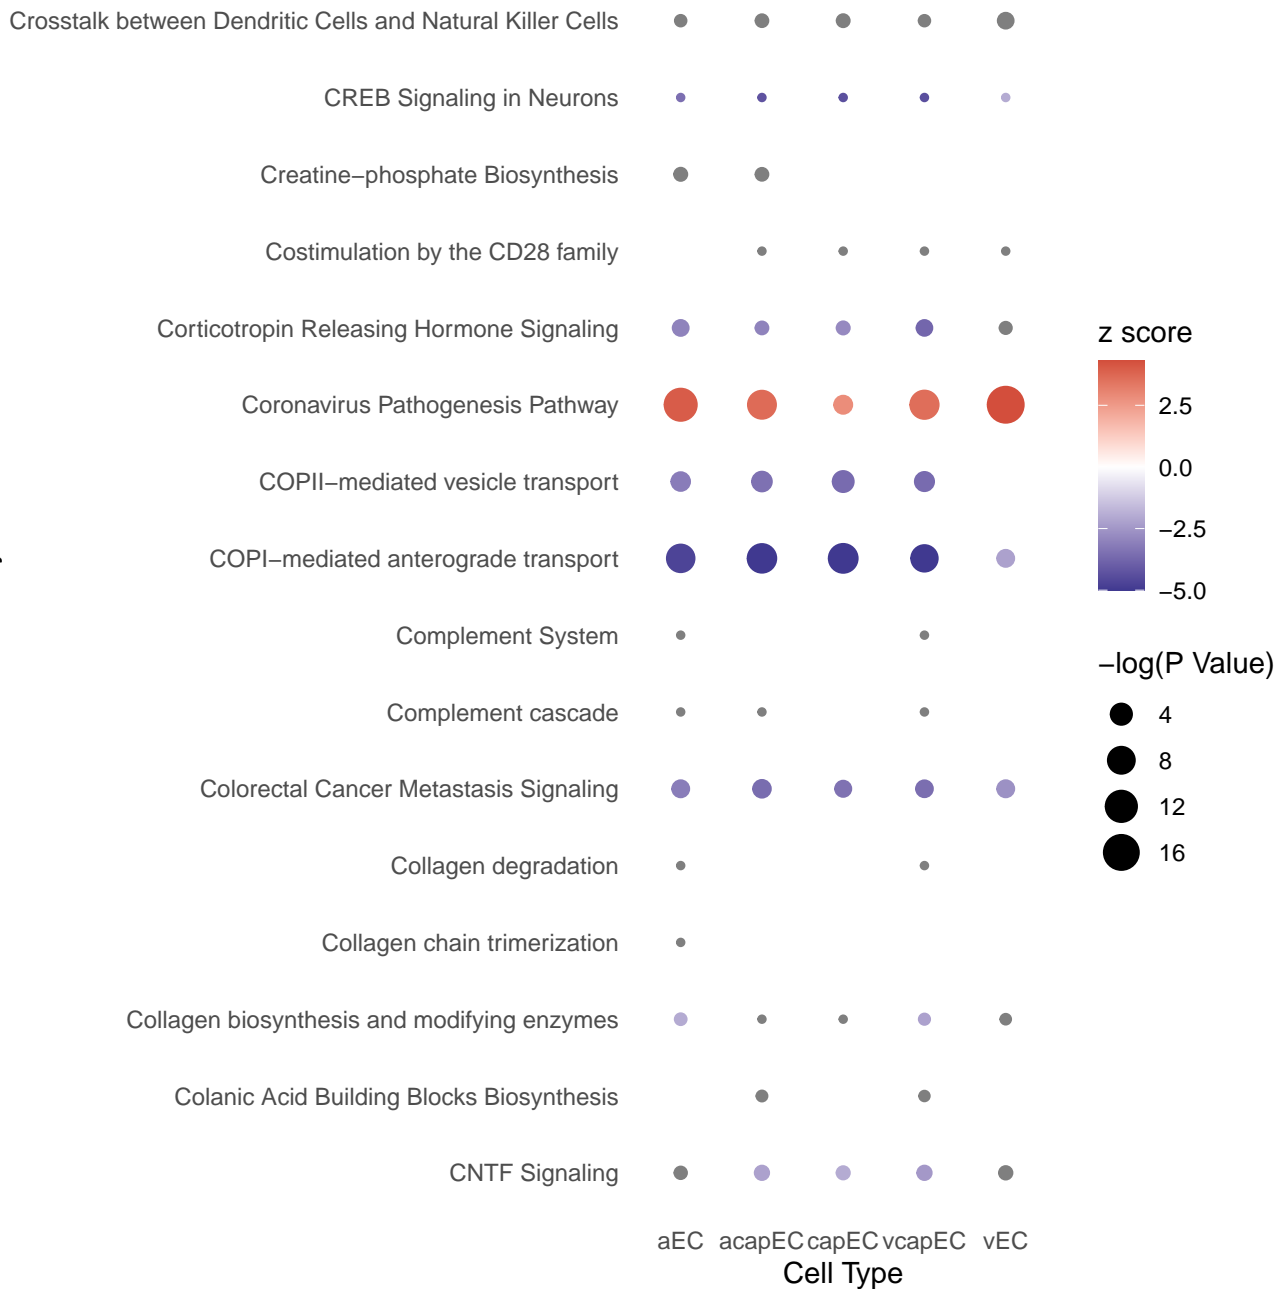 Crosstalk between Dendritic Cells and Natural Killer Cells
CREB Signaling in Neurons
Creatine−phosphate Biosynthesis
Costimulation by the CD28 family
Corticotropin Releasing Hormone Signaling
Coronavirus Pathogenesis Pathway
COPII−mediated vesicle transport
COPI−mediated anterograde transport
Complement System
Complement cascade
Colorectal Cancer Metastasis Signaling
Collagen degradation
Collagen chain trimerization
Collagen biosynthesis and modifying enzymes
Colanic Acid Building Blocks Biosynthesis
CNTF Signaling
aEC acapEC capEC vcapEC vEC
Cell Type
z score
2.5
0.0
−2.5
−5.0
−log(P Value)
4
8
12
16